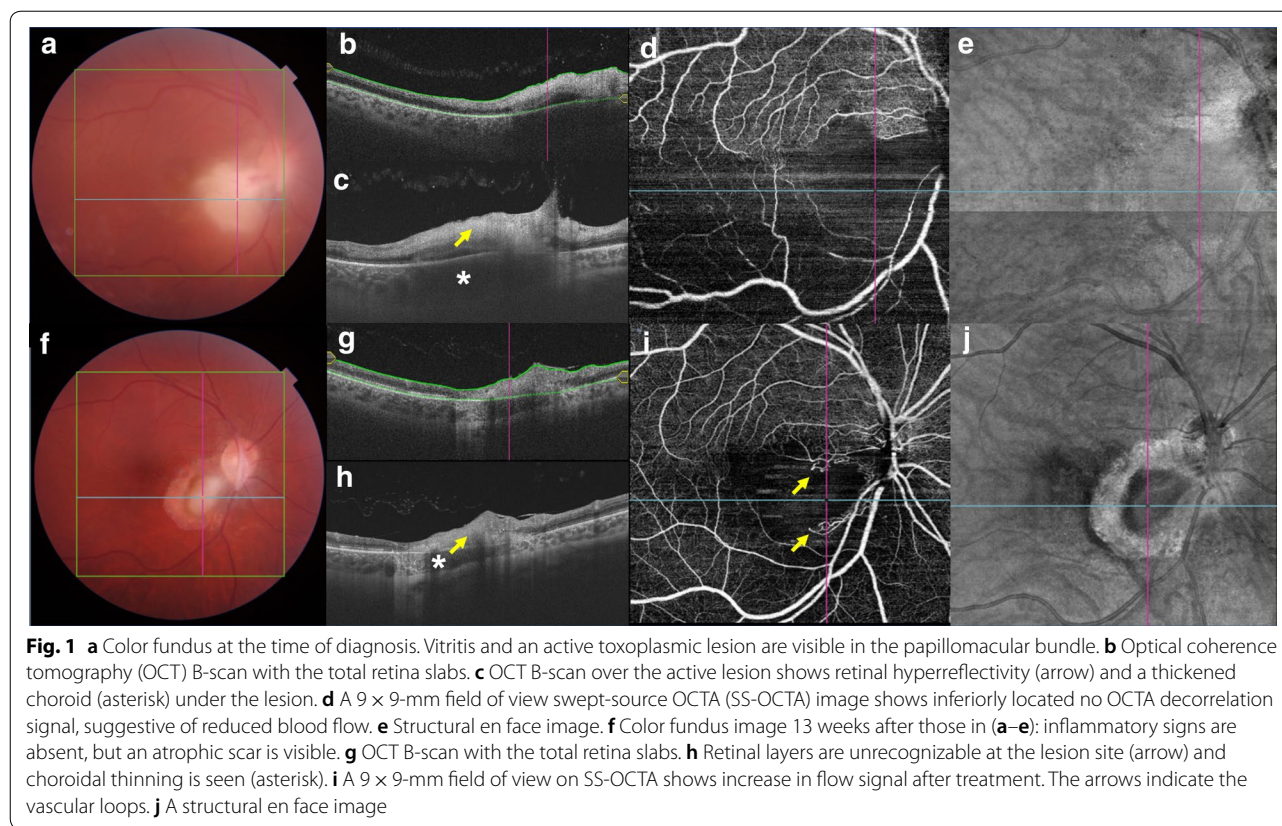 a
b
c
d
e
f
g
h
i
j
*
*
Fig. 1 a Color fundus at the time of diagnosis. Vitritis and an active toxoplasmic lesion are visible in the papillomacular bundle. b Optical coherence
tomography (OCT) B-scan with the total retina slabs. c OCT B-scan over the active lesion shows retinal hyperreflectivity (arrow) and a thickened
choroid (asterisk) under the lesion. d A 9 × 9-mm field of view swept-source OCTA (SS-OCTA) image shows inferiorly located no OCTA decorrelation
signal, suggestive of reduced blood flow. e Structural en face image. f Color fundus image 13 weeks after those in (a–e): inflammatory signs are
absent, but an atrophic scar is visible. g OCT B-scan with the total retina slabs. h Retinal layers are unrecognizable at the lesion site (arrow) and
choroidal thinning is seen (asterisk). i A 9 × 9-mm field of view on SS-OCTA shows increase in flow signal after treatment. The arrows indicate the
vascular loops. j A structural en face image